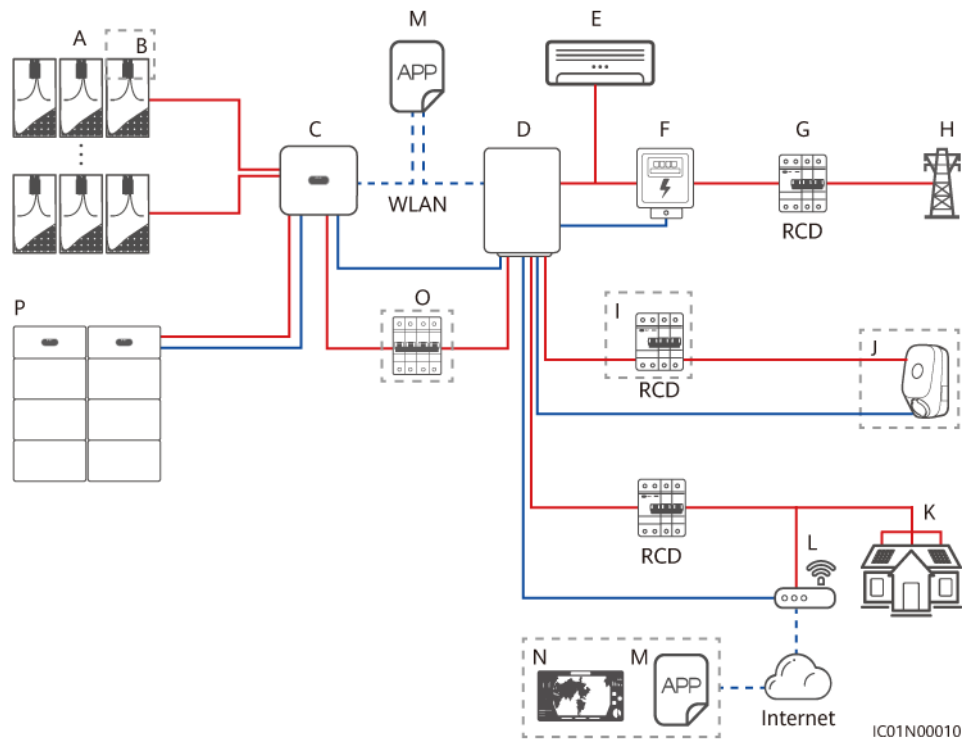 M
E
A
B
APP
C
D
F
G
H
WLAN
RCD
O
I
P
J
RCD
K
L
RCD
N
M
APP
Internet
IC01N00010